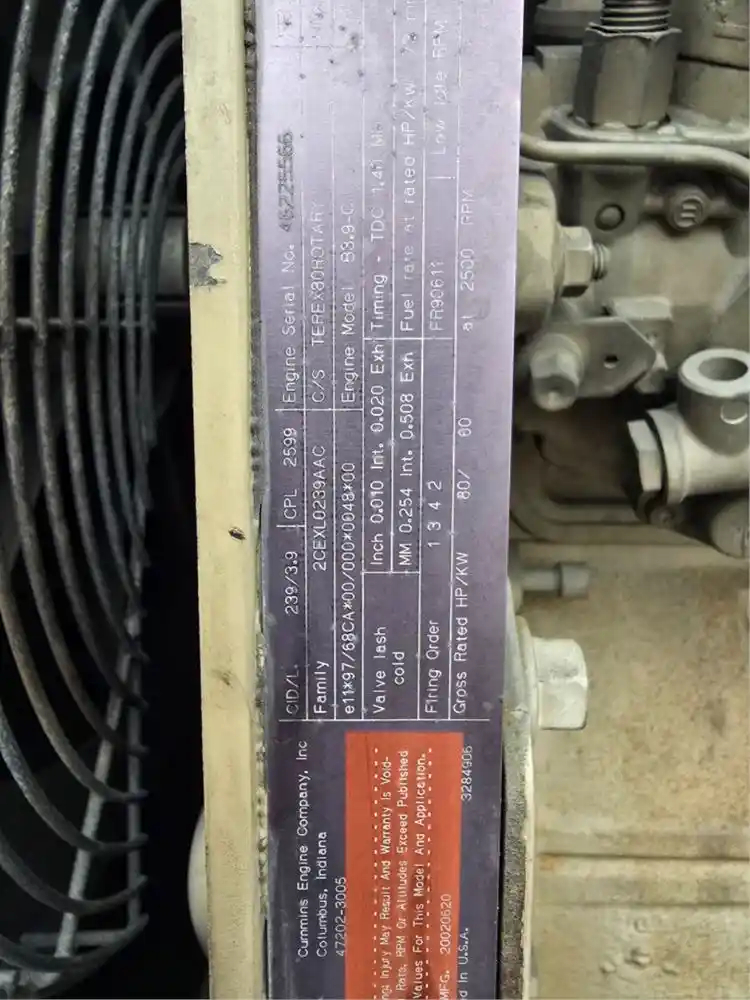 Cummins Engine Company, Inc
Columbus, Indiana
47202-3005
Injury May Result And Warranty Is Void-
Rate, RPM Or Altitudes Exceed Published
Values For This Model And Application.
MFG. 20020620
In U.S.A.
3284906
CID/L. 239/3.9 CPL 2599 Engine Serial No. 46225566
Family 2CEXL0239AAC C/S TEREX80ROTARY
e11*97/68CA*00/000*0048*00 Engine Model B3.9-C
Valve lash cold Inch 0.010 Int. 0.020 Exh Timing - TDC 1.40
MM 0.254 Int. 0.508 Exh Fuel rate at rated HP/KW
Firing Order 1 3 4 2 FR90611 Low Idle RPM
Gross Rated HP/KW 80/ 60 at 2500 RPM